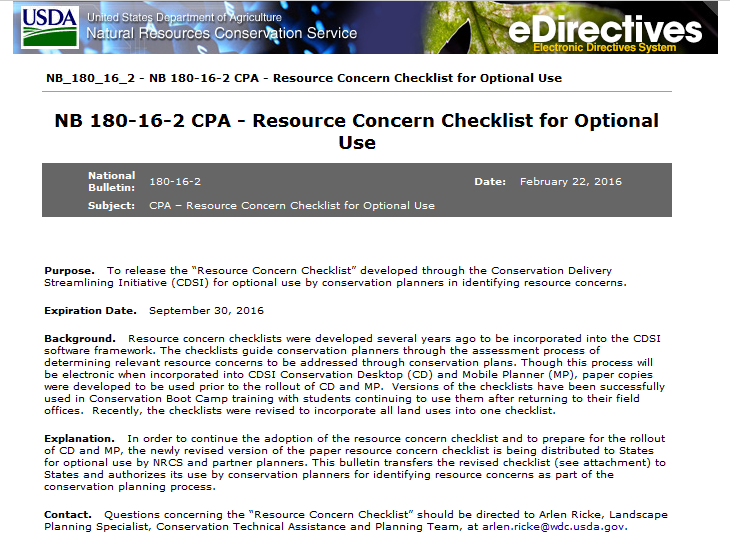 USDA
United States Department of Agriculture
Natural Resources Conservation Service
eDirectives
Electronic Directives System
NB_180_16_2 - NB 180-16-2 CPA - Resource Concern Checklist for Optional Use
NB 180-16-2 CPA - Resource Concern Checklist for Optional
Use
National
Bulletin:
180-16-2
Date: February 22, 2016
Subject: CPA – Resource Concern Checklist for Optional Use
Purpose. To release the “Resource Concern Checklist” developed through the Conservation Delivery
Streamlining Initiative (CDSI) for optional use by conservation planners in identifying resource concerns.
Expiration Date. September 30, 2016
Background. Resource concern checklists were developed several years ago to be incorporated into the CDSI
software framework. The checklists guide conservation planners through the assessment process of
determining relevant resource concerns to be addressed through conservation plans. Though this process will
be electronic when incorporated into CDSI Conservation Desktop (CD) and Mobile Planner (MP), paper copies
were developed to be used prior to the rollout of CD and MP. Versions of the checklists have been successfully
used in Conservation Boot Camp training with students continuing to use them after returning to their field
offices. Recently, the checklists were revised to incorporate all land uses into one checklist.
Explanation. In order to continue the adoption of the resource concern checklist and to prepare for the rollout
of CD and MP, the newly revised version of the paper resource concern checklist is being distributed to States
for optional use by NRCS and partner planners. This bulletin transfers the revised checklist (see attachment) to
States and authorizes its use by conservation planners for identifying resource concerns as part of the
conservation planning process.
Contact. Questions concerning the “Resource Concern Checklist” should be directed to Arlen Ricke, Landscape
Planning Specialist, Conservation Technical Assistance and Planning Team, at arlen.ricke@wdc.usda.gov.